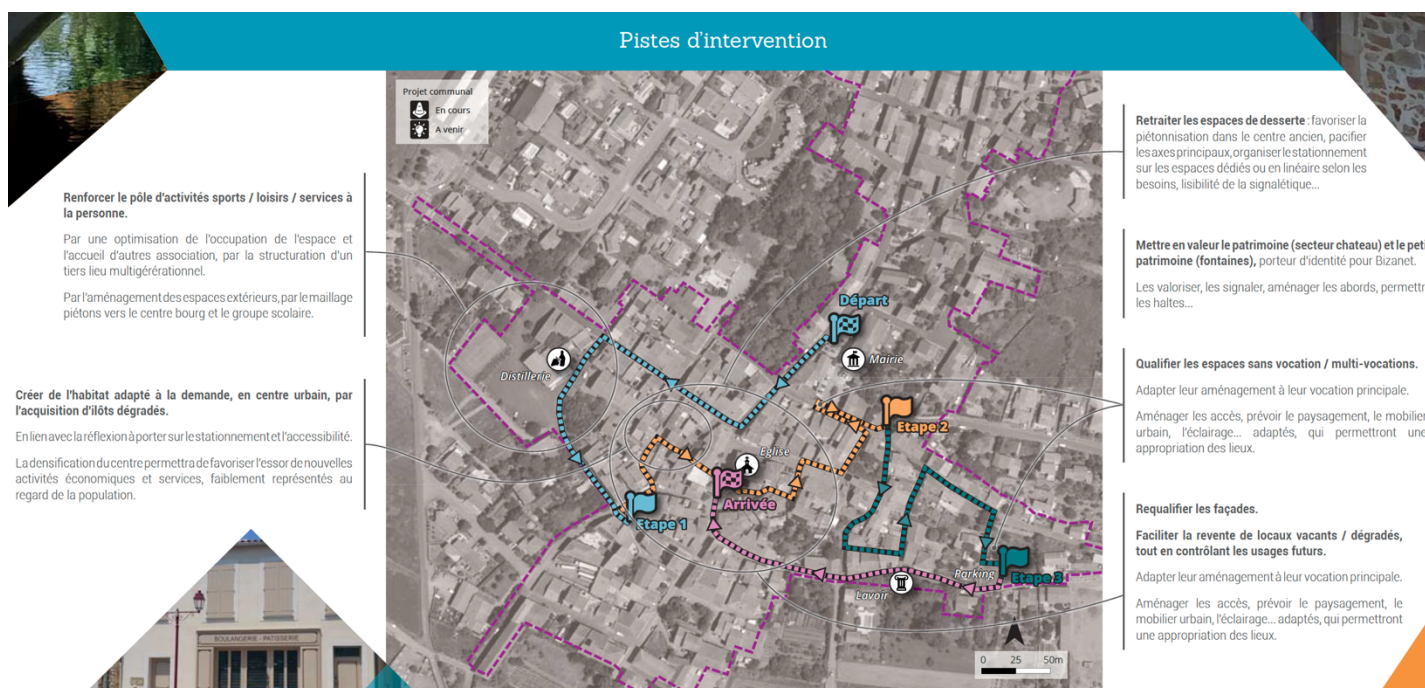 Pistes d'intervention
Projet communal
En cours
A venir
Renforcer le pôle d'activités sports / loisirs / services à
la personne.
Par une optimisation de l'occupation de l'espace et
l'accueil d'autres association, par la structuration d'un
tiers lieu multigérérationnel.
Par l'aménagement des espaces extérieurs, par le maillage
piétons vers le centre bourg et le groupe scolaire.
Créer de l'habitat adapté à la demande, en centre urbain, par
l'acquisition d'ilôts dégradés.
En lien avec la réflexion à porter sur le stationnement et l'accessibilité.
La densification du centre permettra de favoriser l'essor de nouvelles
activités économiques et services, faiblement représentés au
regard de la population.
BOULANGERIE - PATISSERIE
Départ
Mairie
Distillerie
Etape 2
Eglise
Arrivée
Etape 1
Parking
Etape 3
Lavoir
0 25 50m
Retraiter les espaces de desserte : favoriser la
piétonnisation dans le centre ancien, pacifier
les axes principaux, organiser le stationnement
sur les espaces dédiés ou en linéaire selon les
besoins, lisibilité de la signalétique...
Mettre en valeur le patrimoine (secteur chateau) et le peti
patrimoine (fontaines), porteur d'identité pour Bizanet.
Les valoriser, les signaler, aménager les abords, permettr
les haltes...
Qualifier les espaces sans vocation / multi-vocations.
Adapter leur aménagement à leur vocation principale.
Aménager les accès, prévoir le paysagement, le mobilier
urbain, l'éclairage... adaptés, qui permettront une
appropriation des lieux.
Requalifier les façades.
Faciliter la revente de locaux vacants / dégradés,
tout en contrôlant les usages futurs.
Adapter leur aménagement à leur vocation principale.
Aménager les accès, prévoir le paysagement, le
mobilier urbain, l'éclairage... adaptés, qui permettront
une appropriation des lieux.